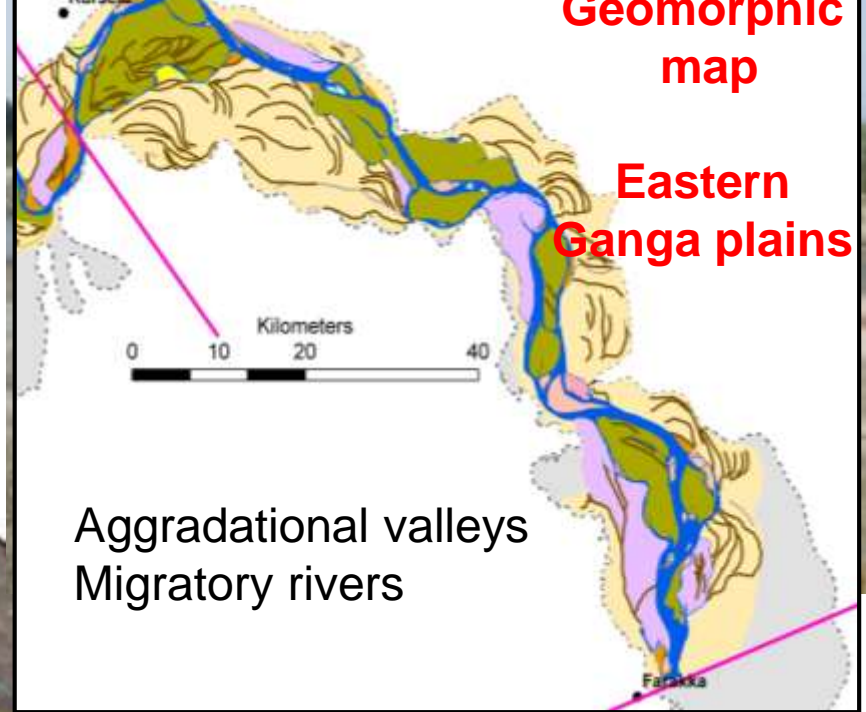 Geomorphic
map
Eastern
Ganga plains
Kilometers
0 10 20 40
Aggradational valleys
Migratory rivers
Farakka